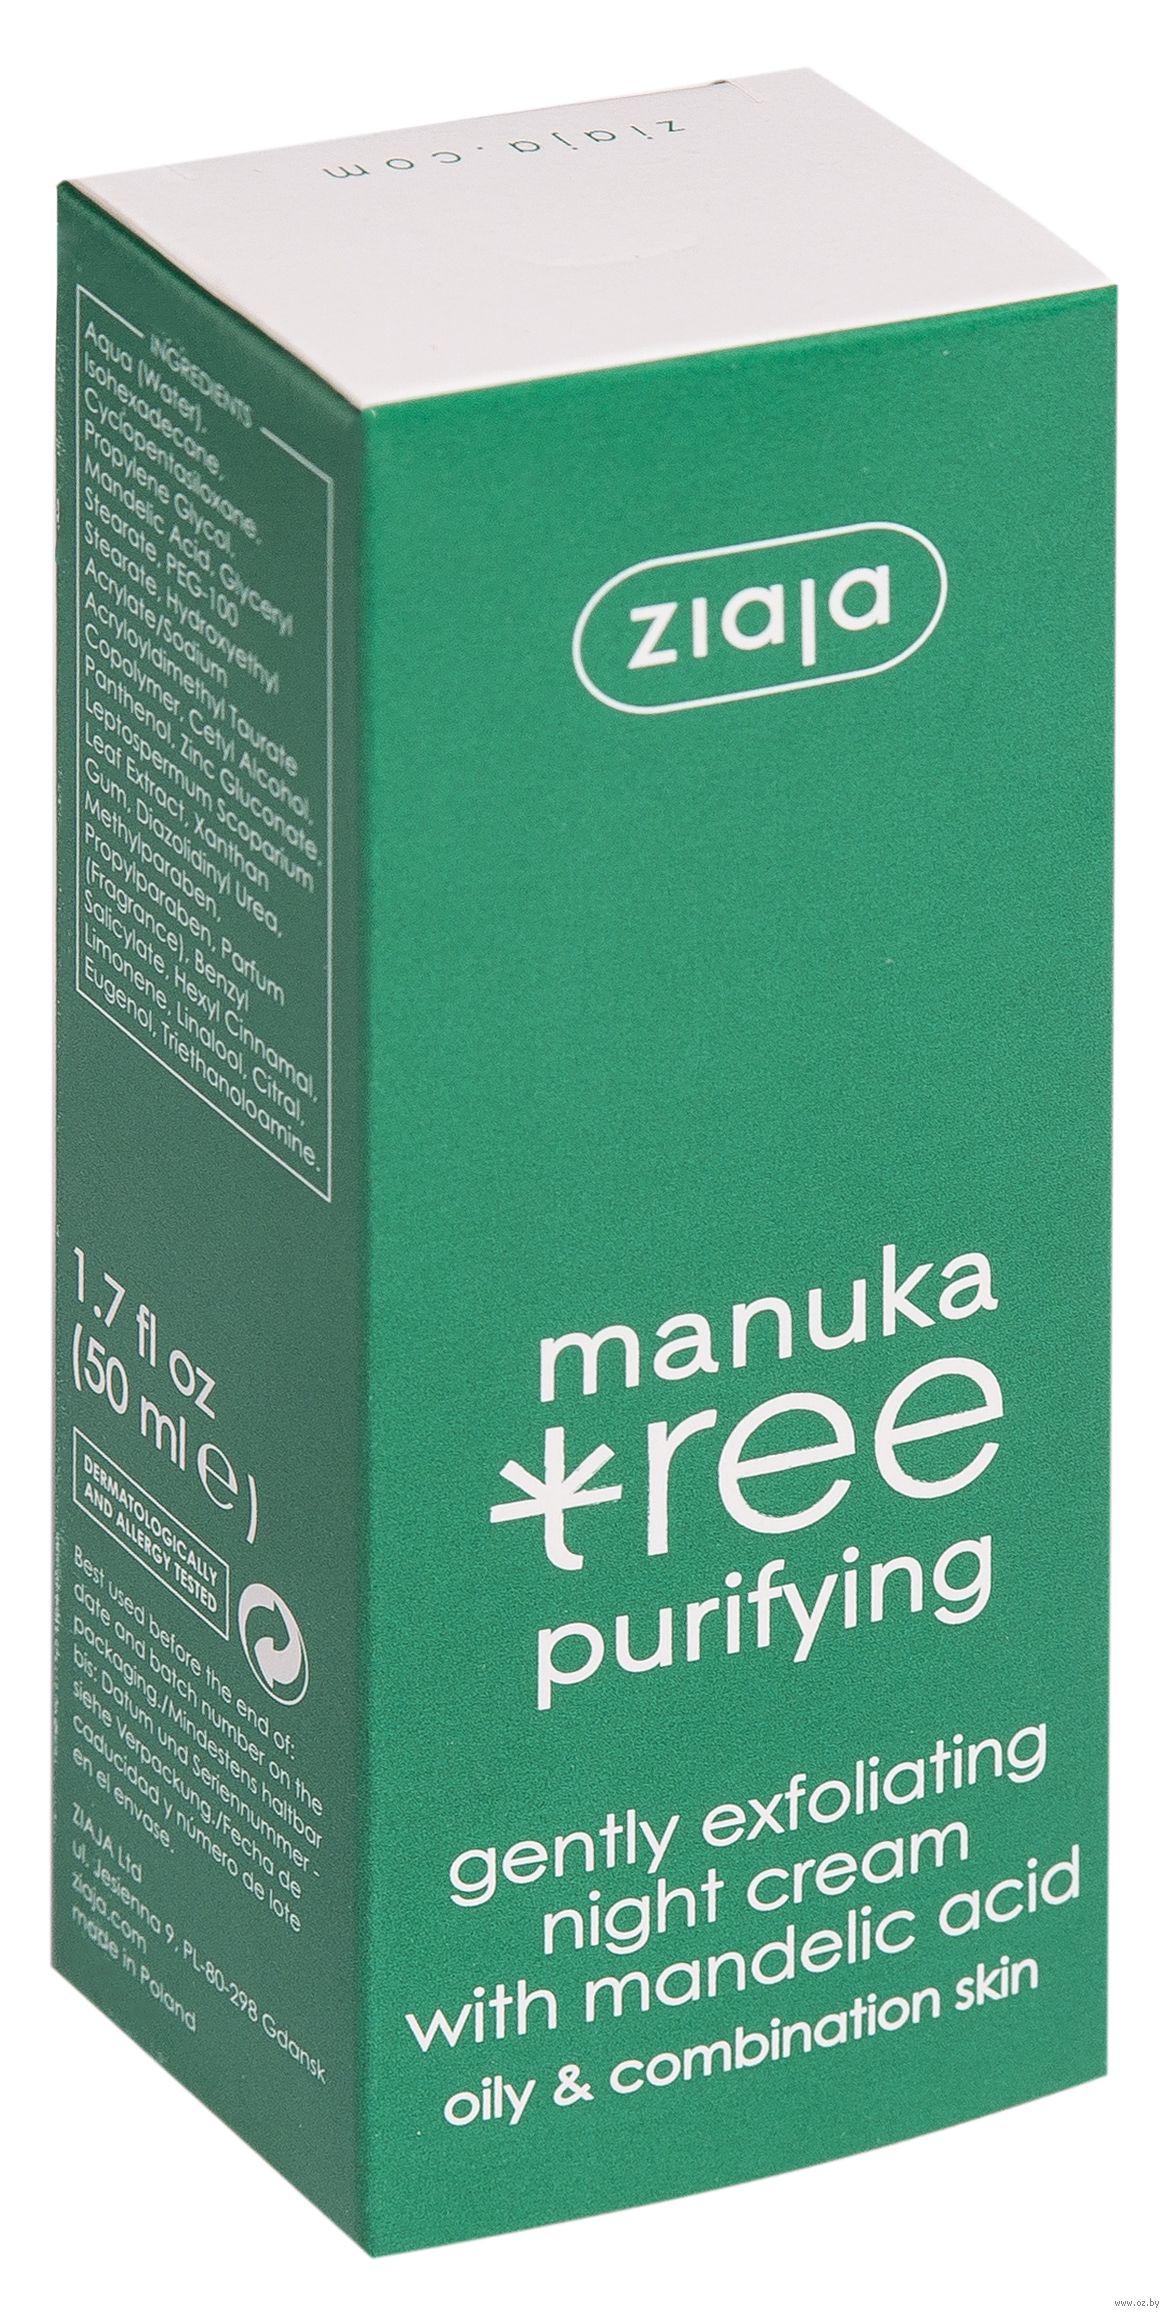 ziaja.com
INGREDIENTS
Aqua (Water),
Isohexadecane,
Cyclopentasiloxane,
Propylene Glycol,
Mandelic Acid, Glyceryl
Stearate, PEG-100
Stearate, Hydroxyethyl
Acrylate/Sodium
Acryloyldimethyl Taurate
Copolymer, Cetyl Alcohol,
Panthenol, Zinc Gluconate,
Leptospermum Scoparium
Leaf Extract, Xanthan
Gum, Diazolidinyl Urea,
Methylparaben,
Propylparaben, Parfum
(Fragrance), Benzyl
Salicylate, Hexyl Cinnamal,
Limonene, Linalool, Citral,
Eugenol, Triethanoloamine.
1.7 fl oz
(50 ml e)
DERMATOLOGICALLY
AND ALLERGY TESTED
Best used before the end of:
date and batch number on the
packaging./Mindestens haltbar
bis: Datum und Seriennummer -
siehe Verpackung./Fecha de
caducidad y número de lote
en el envase.
ZIAJA Ltd
ul. Jesienna 9, PL-80-298 Gdansk
ziaja.com
made in Poland
ziaja
manuka
tree
purifying
gently exfoliating
night cream
with mandelic acid
oily & combination skin
www.oz.by